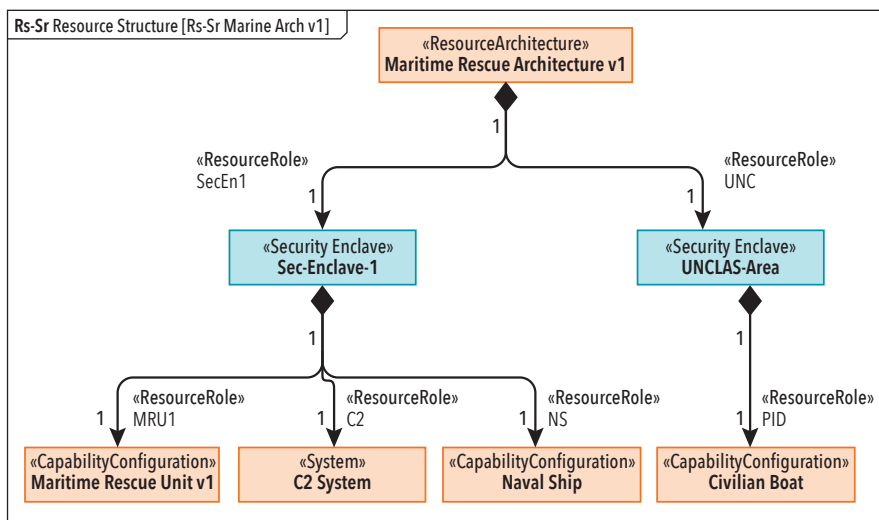 Rs-Sr Resource Structure [Rs-Sr Marine Arch v1]
«ResourceArchitecture»
Maritime Rescue Architecture v1
1
«ResourceRole»
SecEn1
1
«ResourceRole»
UNC
1
«Security Enclave»
Sec-Enclave-1
«Security Enclave»
UNCLAS-Area
1
1
«ResourceRole»
MRU1
1
«ResourceRole»
C2
1
«ResourceRole»
NS
1
«ResourceRole»
PID
1
«CapabilityConfiguration»
Maritime Rescue Unit v1
«System»
C2 System
«CapabilityConfiguration»
Naval Ship
«CapabilityConfiguration»
Civilian Boat